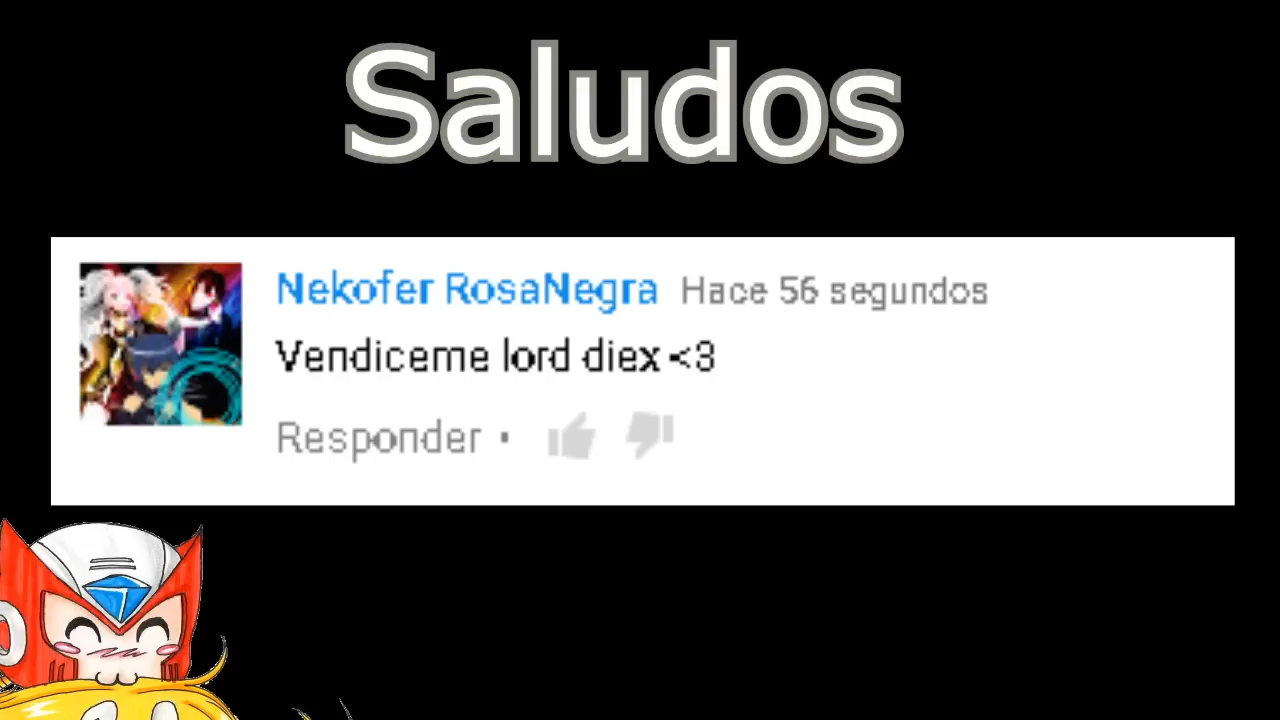 Saludos
Nekofer RosaNegra Hace 56 segundos
Vendiceme lord diex <3
Responder •